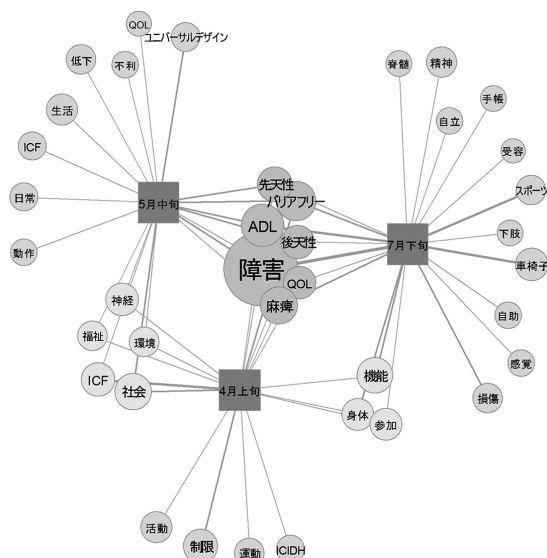 QOL
ユニバーサルデザイン
低下
不利
脊髄
精神
生活
手帳
自立
ICF
受容
先天性
スポーツ
日常
5月中旬
バリアフリー
ADL
後天性
7月下旬
下肢
動作
障害
車椅子
QOL
神経
麻痺
自助
福祉
環境
感覚
ICF
社会
4月上旬
機能
損傷
身体
参加
活動
制限
運動
ICIDH